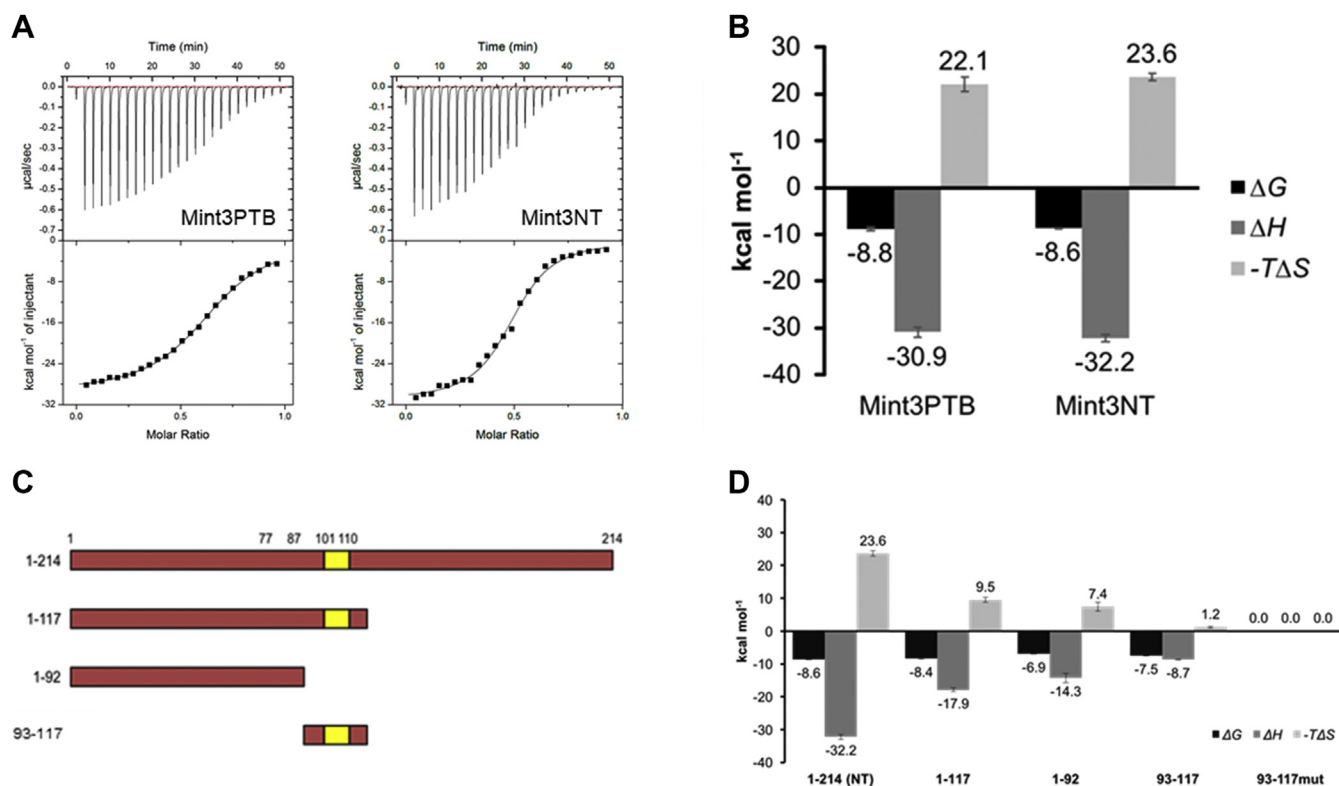 A
Time (min)
0 10 20 30 40 50
0.0
-0.1
-0.2
-0.3
-0.4
-0.5
-0.6
-0.7
µcal/sec
Mint3PTB
0
-8
-16
-24
-32
kcal mol-1 of injectant
0.0 0.5 1.0
Molar Ratio
Time (min)
0 10 20 30 40 50
0.0
-0.1
-0.2
-0.3
-0.4
-0.5
-0.6
-0.7
µcal/sec
Mint3NT
0
-8
-16
-24
-32
kcal mol-1 of injectant
0.0 0.5 1.0
Molar Ratio
B
30
20
10
0
-10
-20
-30
-40
kcal mol-1
22.1 23.6
-8.8 -8.6
-30.9 -32.2
Mint3PTB Mint3NT
ΔG
ΔH
-TΔS
C
1 77 87 101 110 214
1-214
1-117
1-92
93-117
D
40
30
20
10
0
-10
-20
-30
-40
kcal mol-1
23.6 9.5 7.4 1.2 0.0 0.0 0.0
-8.6 -32.2 -8.4 -17.9 -6.9 -14.3 -7.5 -8.7
ΔG ΔH -TΔS
1-214 (NT) 1-117 1-92 93-117 93-117mut